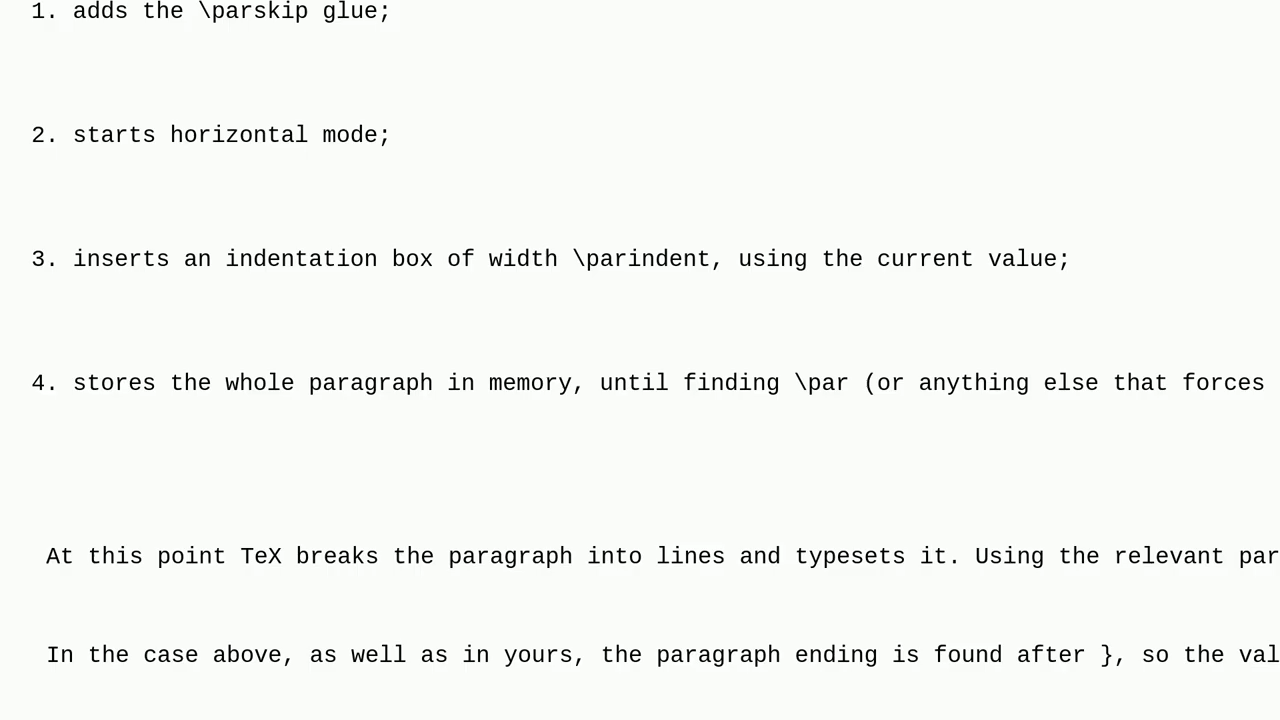 1. adds the \parskip glue;
2. starts horizontal mode;
3. inserts an indentation box of width \parindent, using the current value;
4. stores the whole paragraph in memory, until finding \par (or anything else that forces
At this point TeX breaks the paragraph into lines and typesets it. Using the relevant par
In the case above, as well as in yours, the paragraph ending is found after }, so the val